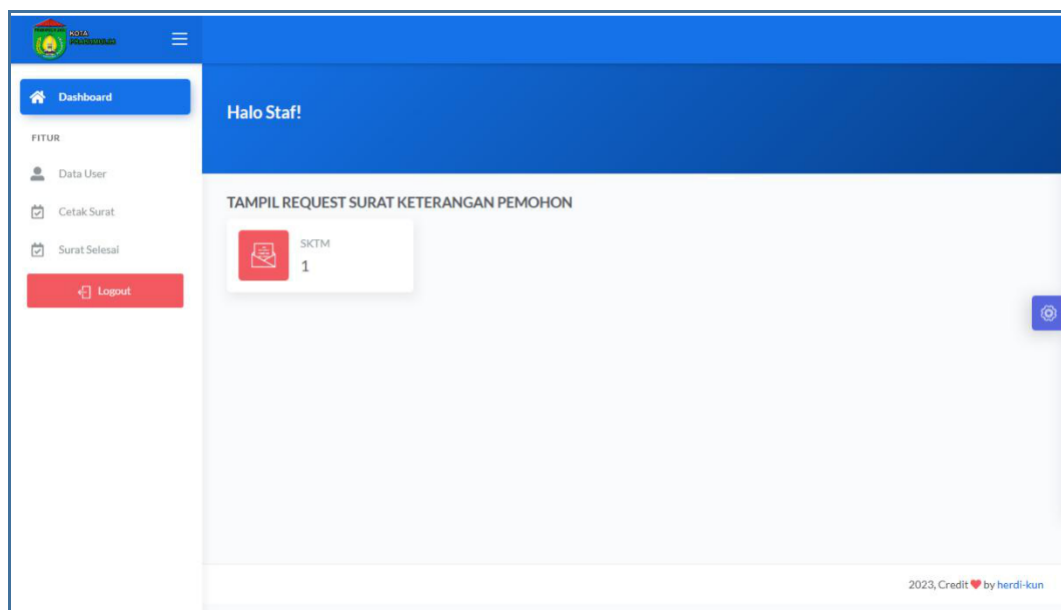 KOTA
Dashboard
FITUR
Data User
Cetak Surat
Surat Selesai
Logout
Halo Staf!
TAMPIL REQUEST SURAT KETERANGAN PEMOHON
SKTM
1
2023, Credit ❤ by herdi-kun